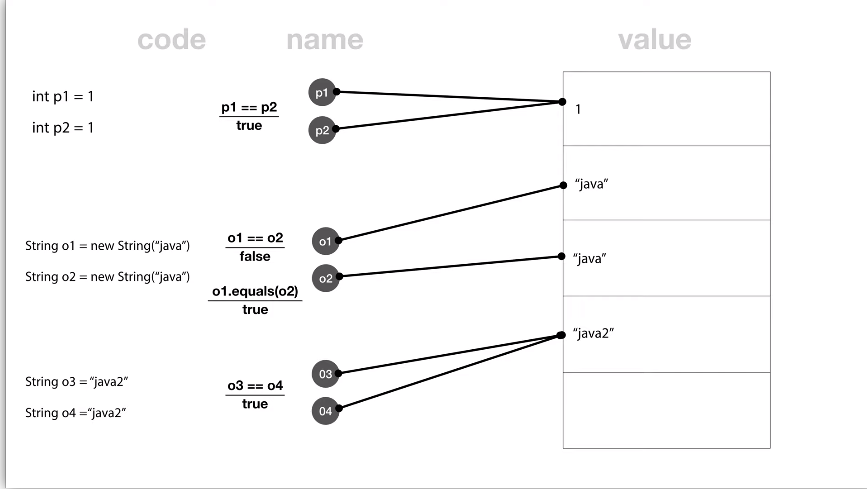 code name value
int p1 = 1
int p2 = 1
p1 == p2
true
p1
p2
1
String o1 = new String(“java”)
String o2 = new String(“java”)
o1 == o2
false
o1.equals(o2)
true
o1
o2
“java”
“java”
String o3 = “java2”
String o4 =“java2”
o3 == o4
true
03
04
“java2”